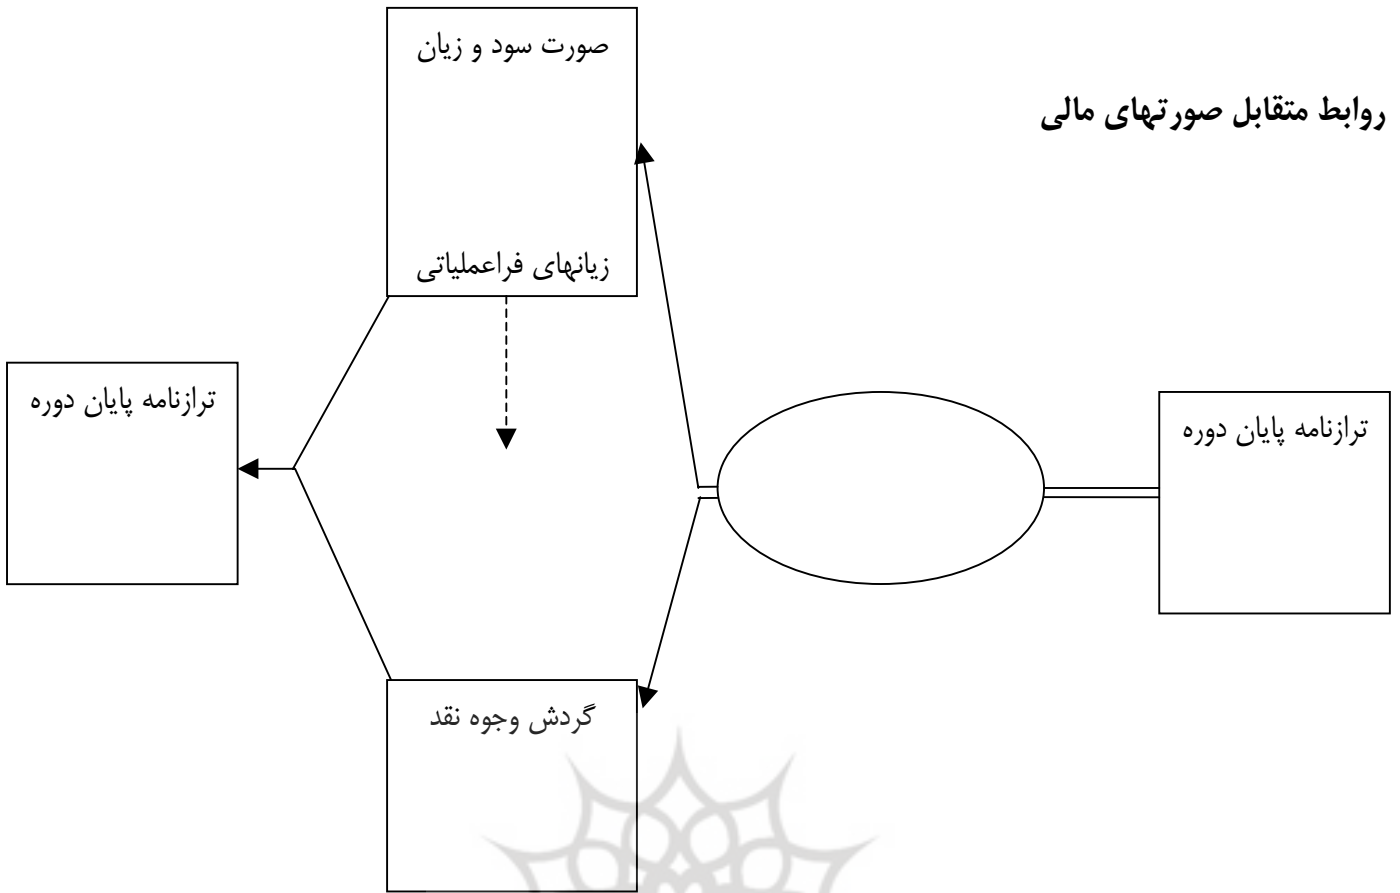 روابط متقابل صورتهای مالی
صورت سود و زیان
زیانهای فراعملیاتی
ترازنامه پایان دوره
ترازنامه پایان دوره
گردش وجوه نقد